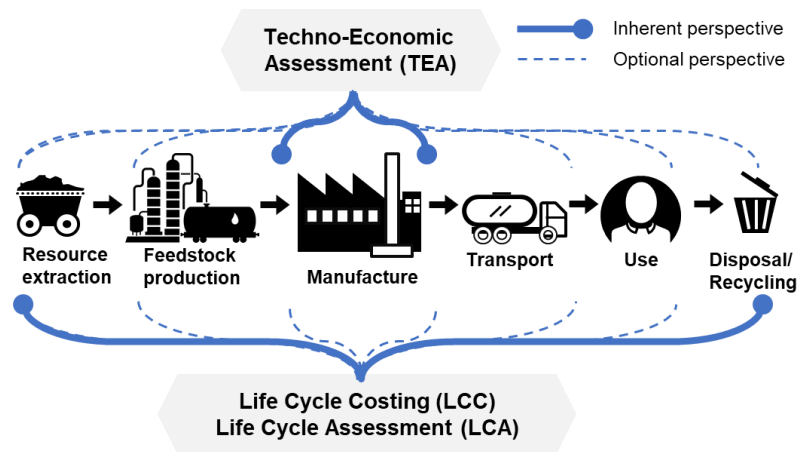 Techno-Economic
Assessment (TEA)
Inherent perspective
Optional perspective
Resource
extraction
Feedstock
production
Manufacture
Transport
Use
Disposal/
Recycling
Life Cycle Costing (LCC)
Life Cycle Assessment (LCA)